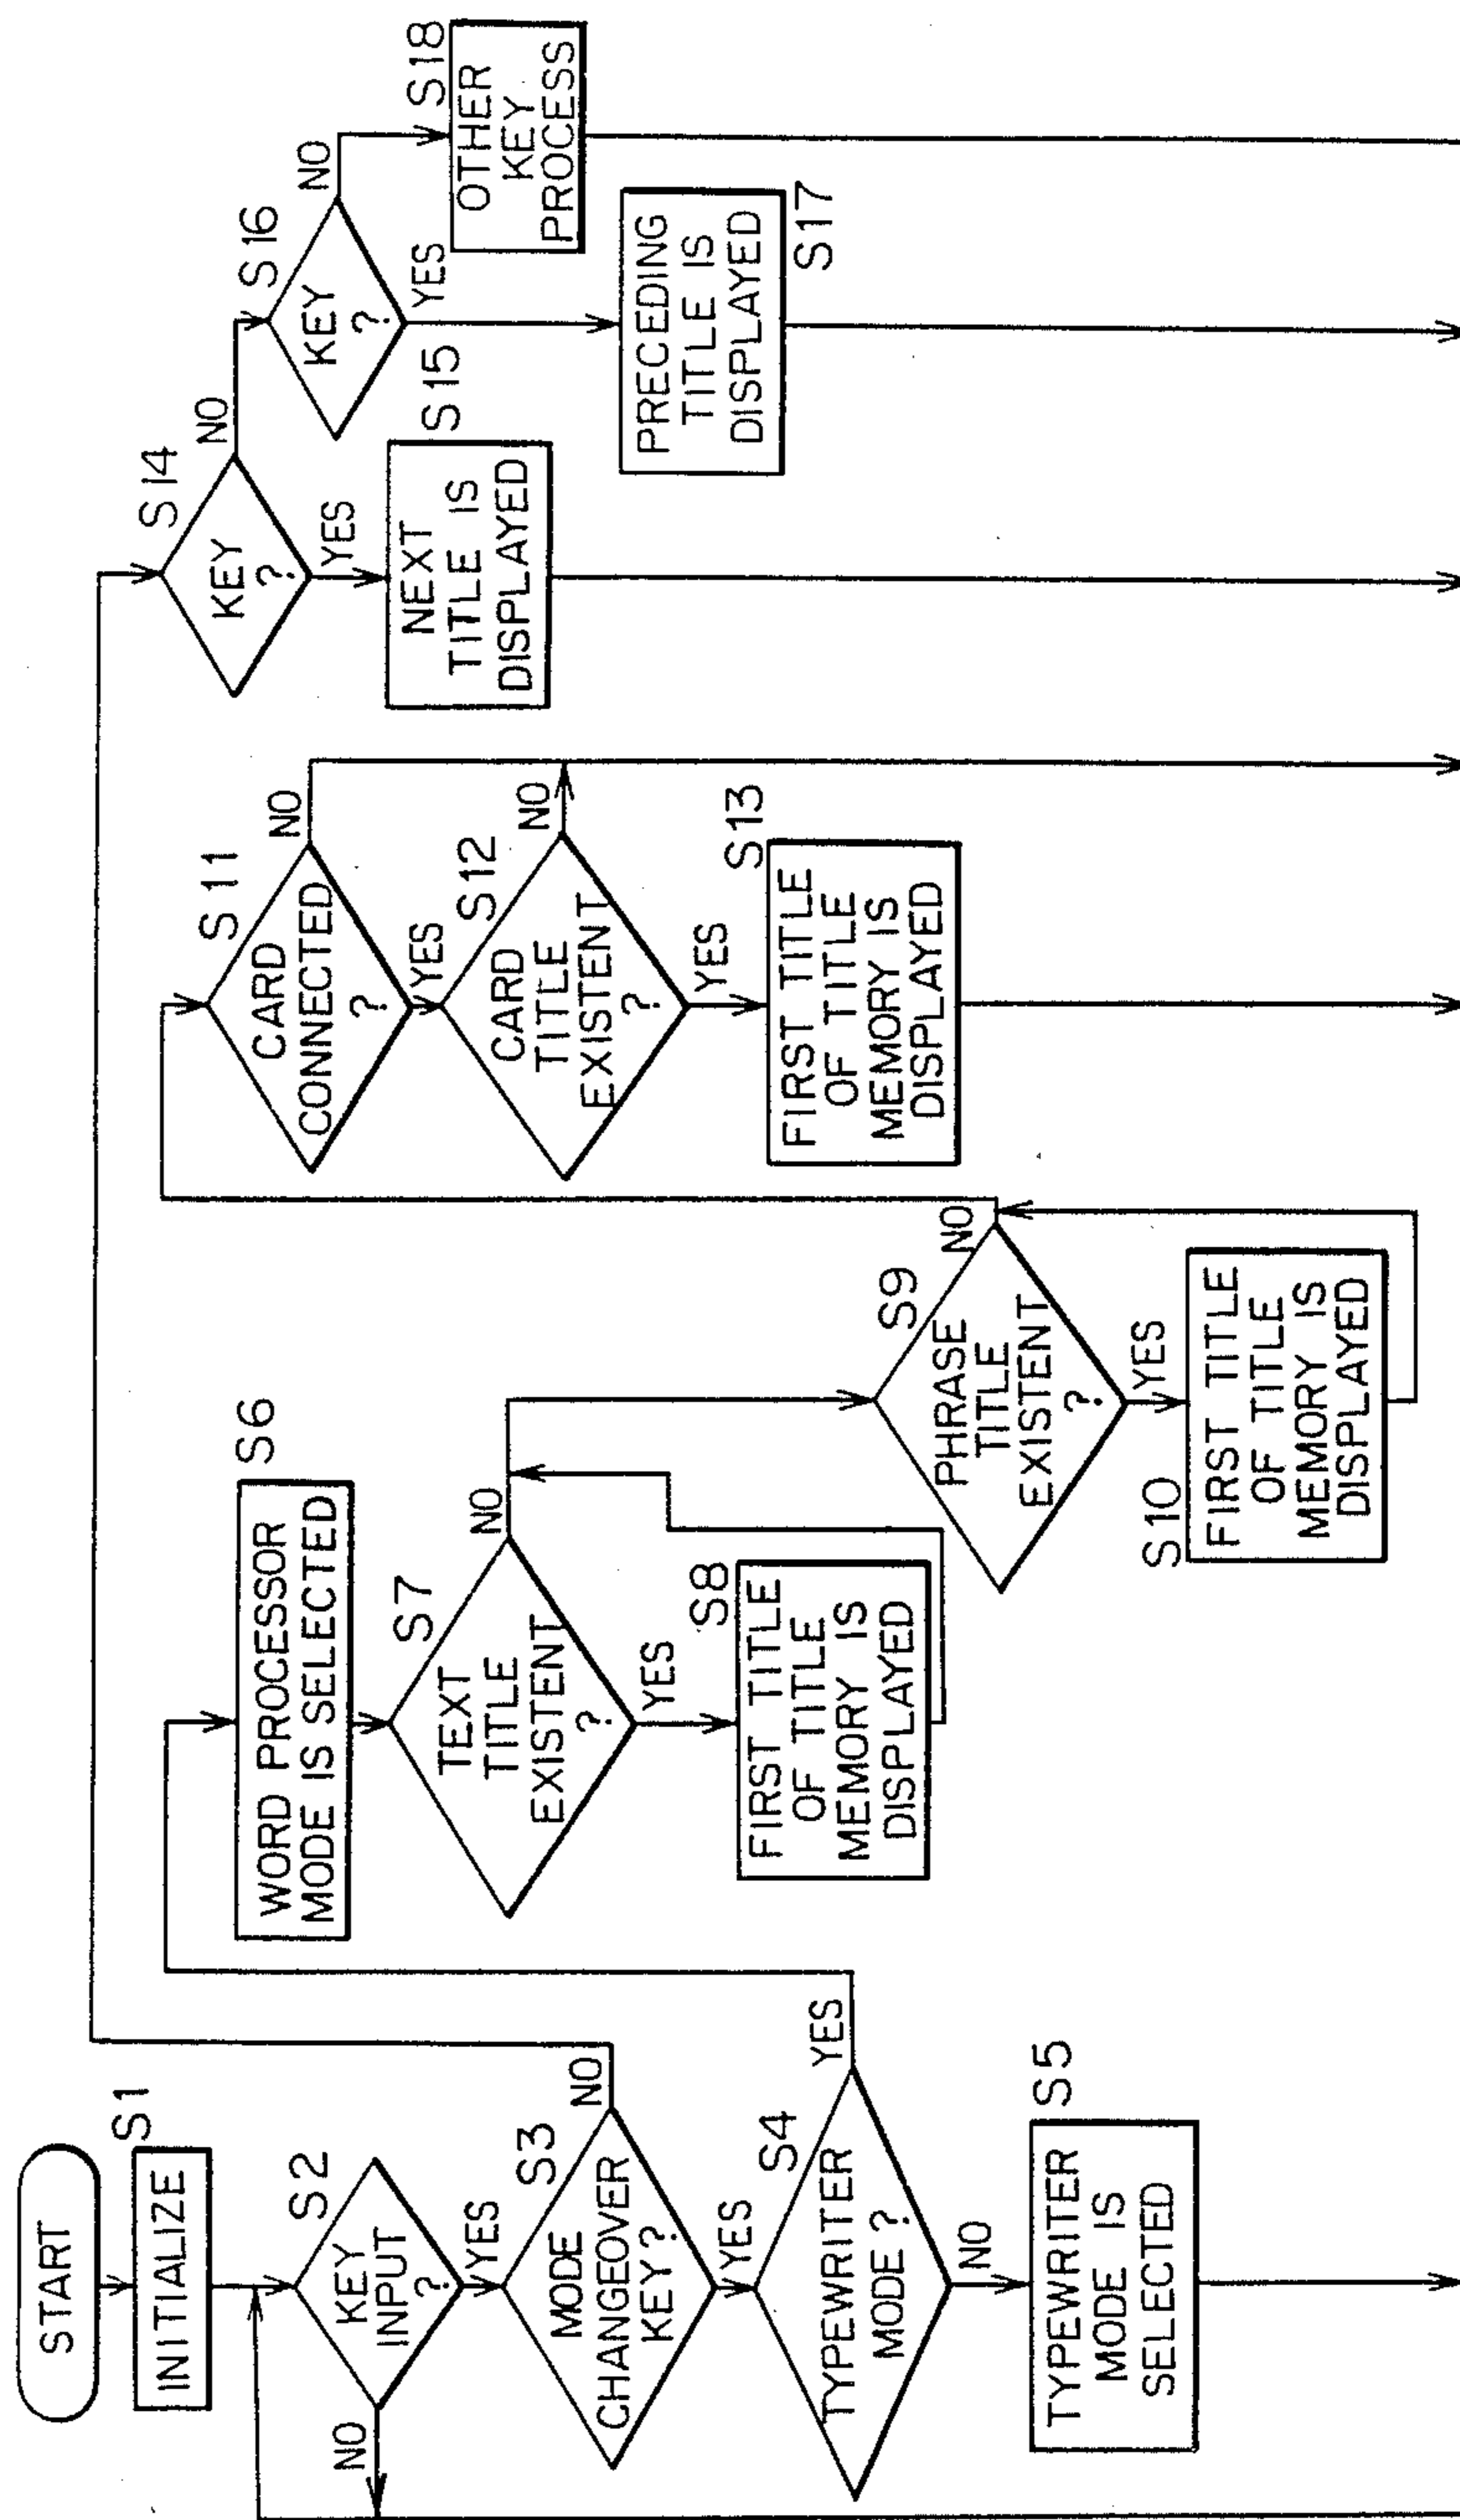 START
S1
INITIALIZE
S2
KEY
INPUT
?
NO
YES
S3
MODE
CHANGEOVER
KEY?
NO
YES
S4
TYPEWRITER
MODE?
YES
NO
S5
TYPEWRITER
MODE IS
SELECTED
S6
WORD PROCESSOR
MODE IS SELECTED
S7
TEXT
TITLE
EXISTENT
?
NO
YES
S8
FIRST TITLE
OF TITLE
MEMORY IS
DISPLAYED
S9
PHRASE
TITLE
EXISTENT
?
NO
YES
S10
FIRST TITLE
OF TITLE
MEMORY IS
DISPLAYED
S11
CARD
CONNECTED
?
NO
YES
S12
CARD
TITLE
EXISTENT
?
NO
YES
S13
FIRST TITLE
OF TITLE
MEMORY IS
DISPLAYED
S14
KEY
?
NO
YES
S15
NEXT
TITLE IS
DISPLAYED
S16
KEY
?
NO
YES
S17
PRECEDING
TITLE IS
DISPLAYED
S18
OTHER
KEY
PROCESS